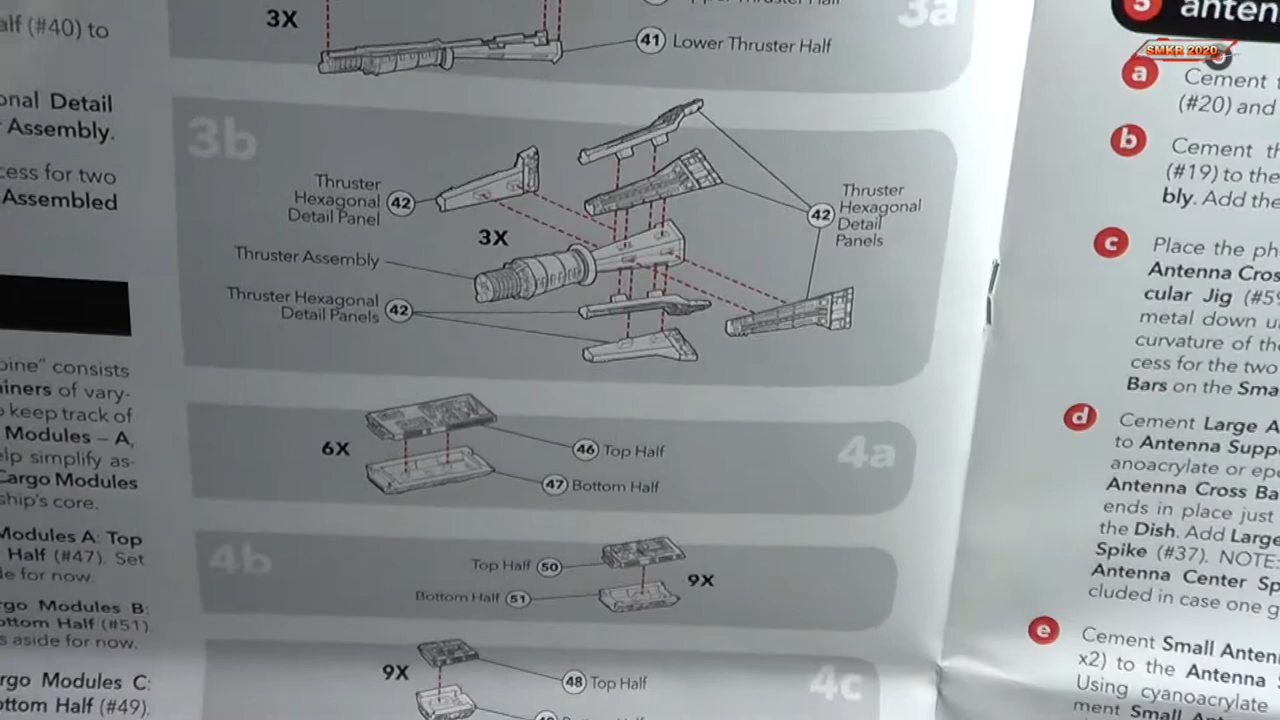 alf (#40) to
onal Detail
Assembly.
cess for two
Assembled
pine" consists
ainers of vary-
keep track of
Modules – A,
elp simplify as-
Cargo Modules
ship's core.
Modules A: Top
Half (#47). Set
de for now.
rgo Modules B:
ottom Half (#51)
s aside for now.
rgo Modules C:
ottom Half (#49).
3X
3a
41 Lower Thruster Half
3b
Thruster
Hexagonal
Detail Panel
42
3X
Thruster Assembly
Thruster Hexagonal
Detail Panels
42
Thruster
Hexagonal
Detail
Panels
42
6X
46 Top Half
47 Bottom Half
4a
4b
Top Half 50
Bottom Half 51
9X
9X
48 Top Half
4c
5 anten
SMKR 2020
a Cement
(#20) and
b Cement th
(#19) to the
bly. Add the
c Place the ph
Antenna Cros
cular Jig (#59
metal down u
curvature of the
cess for the two
Bars on the Sma
d Cement Large A
to Antenna Supp
anoacrylate or epo
Antenna Cross Ba
ends in place just
the Dish. Add Large
Spike (#37). NOTE:
Antenna Center Sp
cluded in case one g
e Cement Small Antenn
x2) to the Antenna S
Using cyanoacrylate
ment Small